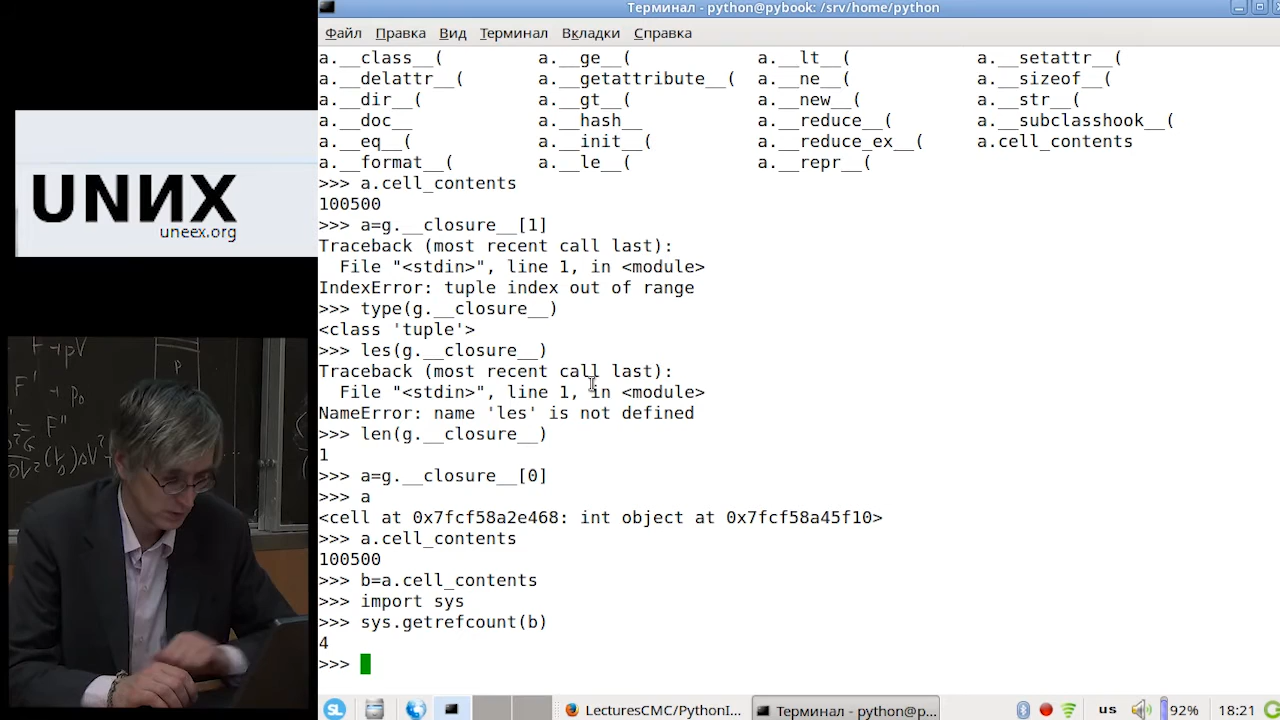 Терминал - python@pybook: /srv/home/python
Файл Правка Вид Терминал Вкладки Справка
a.__class__( a.__ge__( a.__lt__( a.__setattr__(
a.__delattr__( a.__getattribute__( a.__ne__( a.__sizeof__(
a.__dir__( a.__gt__( a.__new__( a.__str__(
a.__doc__ a.__hash__ a.__reduce__( a.__subclasshook__(
a.__eq__( a.__init__( a.__reduce_ex__( a.cell_contents
a.__format__( a.__le__( a.__repr__(
>>> a.cell_contents
100500
>>> a=g.__closure__[1]
Traceback (most recent call last):
  File "<stdin>", line 1, in <module>
IndexError: tuple index out of range
>>> type(g.__closure__)
<class 'tuple'>
>>> les(g.__closure__)
Traceback (most recent call last):
  File "<stdin>", line 1, in <module>
NameError: name 'les' is not defined
>>> len(g.__closure__)
1
>>> a=g.__closure__[0]
>>> a
<cell at 0x7fcf58a2e468: int object at 0x7fcf58a45f10>
>>> a.cell_contents
100500
>>> b=a.cell_contents
>>> import sys
>>> sys.getrefcount(b)
4
>>>
UNИX
uneex.org
LecturesCMC/PythonI... Терминал - python@p... us 92% 18:21